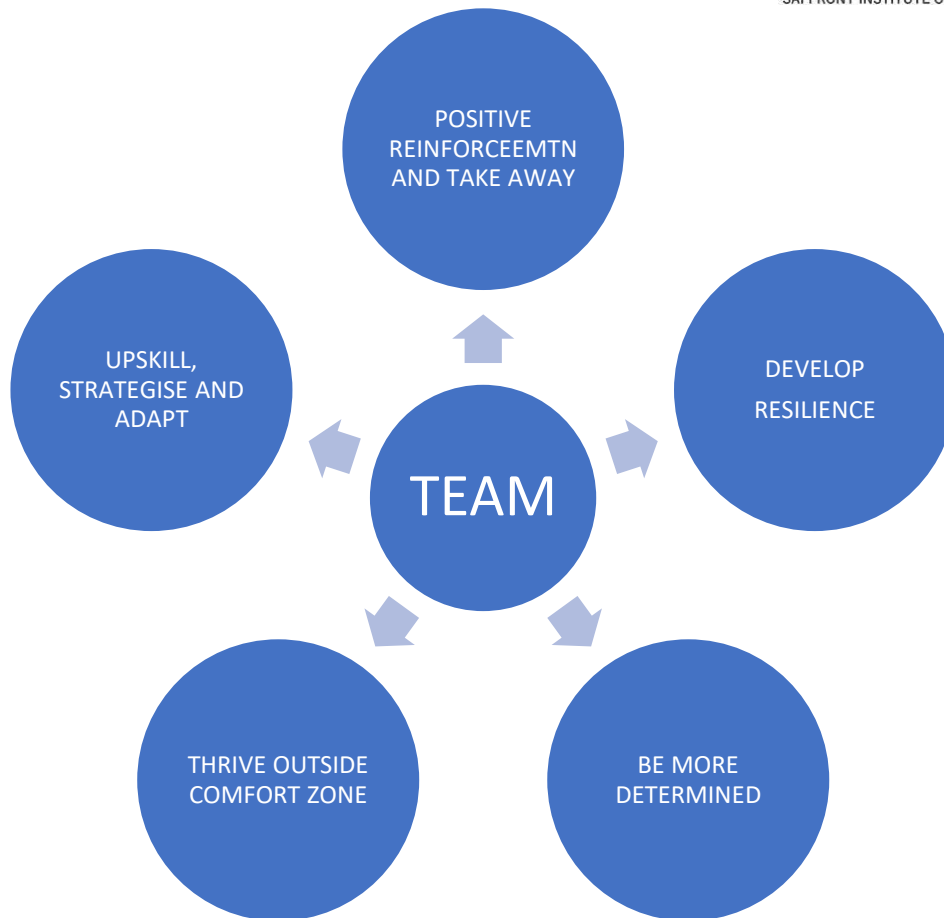 POSITIVE
REINFORCEEMTN
AND TAKE AWAY
UPSKILL,
STRATEGISE AND
ADAPT
DEVELOP
RESILIENCE
TEAM
THRIVE OUTSIDE
COMFORT ZONE
BE MORE
DETERMINED